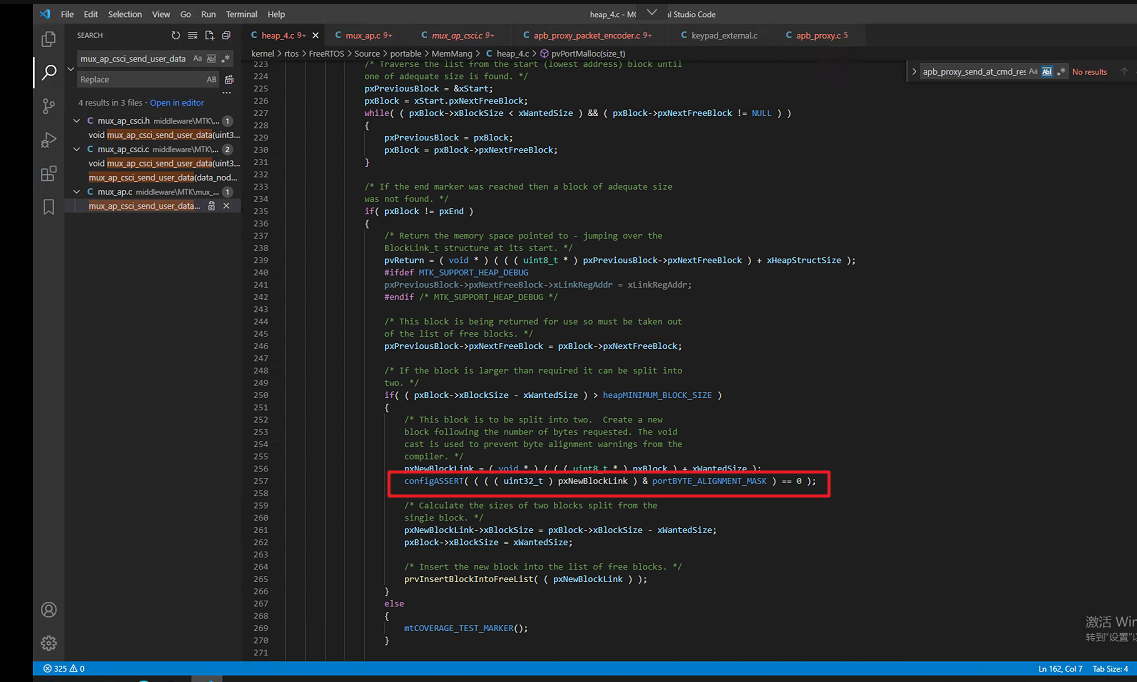 File Edit Selection View Go Run Terminal Help
heap_4.c - M
l Studio Code
SEARCH
mux_ap_csci_send_user_data Aa Ab .*
Replace AB
...
4 results in 3 files - Open in editor
C mux_ap_csci.h middleware\MTK\... 1
void mux_ap_csci_send_user_data(uint3...
C mux_ap_csci.c middleware\MTK\... 2
void mux_ap_csci_send_user_data(uint3...
mux_ap_csci_send_user_data(data_nod...
C mux_ap.c middleware\MTK\mux_... 1
mux_ap_csci_send_user_data...
C heap_4.c 9+
C mux_ap.c 9+
C mux_ap_csci.c 9+
C apb_proxy_packet_encoder.c 9+
C keypad_external.c
C apb_proxy.c 5
kernel > rtos > FreeRTOS > Source > portable > MemMang > C heap_4.c > pvPortMalloc(size_t)
apb_proxy_send_at_cmd_res Aa Ab .* No results
223 /* Traverse the list from the start (lowest address) block until
224 one of adequate size is found. */
225 pxPreviousBlock = &xStart;
226 pxBlock = xStart.pxNextFreeBlock;
227 while( ( pxBlock->xBlockSize < xWantedSize ) && ( pxBlock->pxNextFreeBlock != NULL ) )
228 {
229 pxPreviousBlock = pxBlock;
230 pxBlock = pxBlock->pxNextFreeBlock;
231 }
232
233 /* If the end marker was reached then a block of adequate size
234 was not found. */
235 if( pxBlock != pxEnd )
236 {
237 /* Return the memory space pointed to - jumping over the
238 BlockLink_t structure at its start. */
239 pvReturn = ( void * ) ( ( ( uint8_t * ) pxPreviousBlock->pxNextFreeBlock ) + xHeapStructSize );
240 #ifdef MTK_SUPPORT_HEAP_DEBUG
241 pxPreviousBlock->pxNextFreeBlock->xLinkRegAddr = xLinkRegAddr;
242 #endif /* MTK_SUPPORT_HEAP_DEBUG */
243
244 /* This block is being returned for use so must be taken out
245 of the list of free blocks. */
246 pxPreviousBlock->pxNextFreeBlock = pxBlock->pxNextFreeBlock;
247
248 /* If the block is larger than required it can be split into
249 two. */
250 if( ( pxBlock->xBlockSize - xWantedSize ) > heapMINIMUM_BLOCK_SIZE )
251 {
252 /* This block is to be split into two.  Create a new
253 block following the number of bytes requested. The void
254 cast is used to prevent byte alignment warnings from the
255 compiler. */
256 pxNewBlockLink = ( void * ) ( ( ( uint8_t * ) pxBlock ) + xWantedSize );
257 configASSERT( ( ( ( uint32_t ) pxNewBlockLink ) & portBYTE_ALIGNMENT_MASK ) == 0 );
258
259 /* Calculate the sizes of two blocks split from the
260 single block. */
261 pxNewBlockLink->xBlockSize = pxBlock->xBlockSize - xWantedSize;
262 pxBlock->xBlockSize = xWantedSize;
263
264 /* Insert the new block into the list of free blocks. */
265 prvInsertBlockIntoFreeList( ( pxNewBlockLink ) );
266 }
267 else
268 {
269 mtCOVERAGE_TEST_MARKER();
270 }
271
激活 Win
转到"设置"以
325 0
Ln 162, Col 7 Tab Size: 4